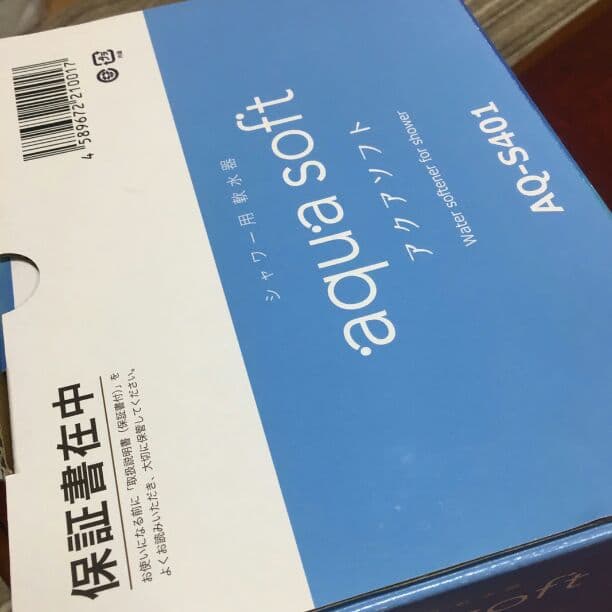 シャワー用 軟水器
aqua soft
アクアソフト
Water softener for shower
AQ-S401
4 589672 210017
保証書在中
お使いになる前に「取扱説明書（保証書付）」を
よくお読みいただき、大切に保管してください。